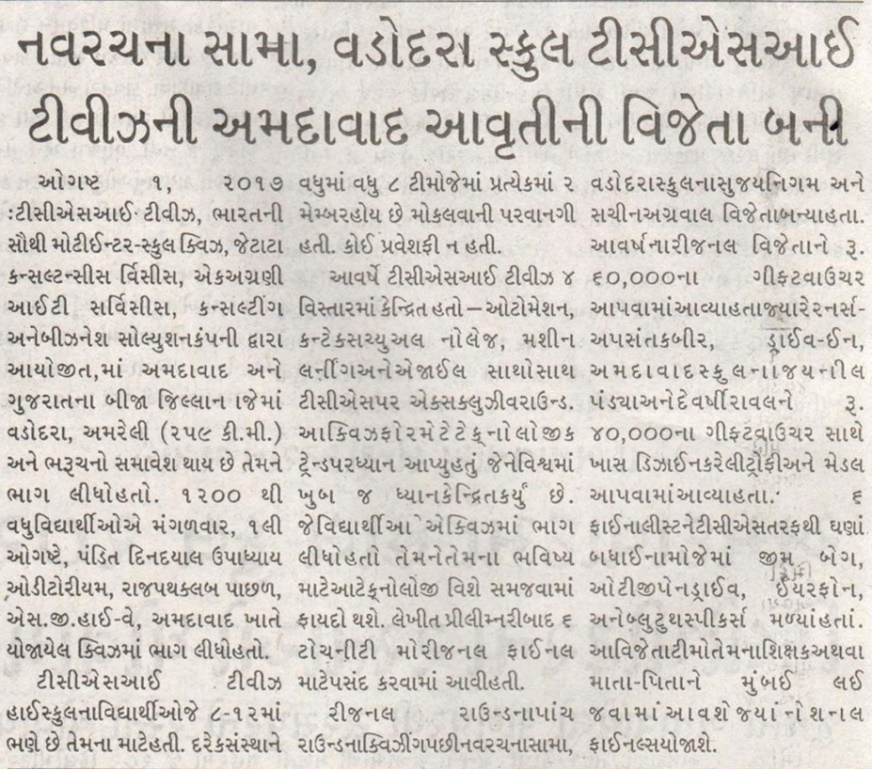 નવરચના સામા, વડોદરા સ્કુલ ટીસીએસઆઈ
ટીવીઝની અમદાવાદ આવૃતીની વિજેતા બની
ઓગષ્ટ ૧, ૨૦૧૭
:ટીસીએસઆઈ ટીવીઝ, ભારતની
સૌથી મોટીઈન્ટર-સ્કુલ ક્વિઝ, જેટાટા
કન્સલ્ટન્સીસ ર્વિસીસ, એકઅગ્રણી
આઈટી સર્વિસીસ, કન્સલ્ટીંગ
અનેબીઝનેશ સોલ્યુશનકંપની દ્વારા
આયોજીત,માં અમદાવાદ અને
ગુજરાતના બીજા જિલ્લાન ાજેમાં
વડોદરા, અમરેલી (૨૫૯ કી.મી.)
અને ભરૂચનો સમાવેશ થાય છે તેમને
ભાગ લીધોહતો. ૧૨૦૦ થી
વધુવિદ્યાર્થીઓએ મંગળવાર, ૧લી
ઓગષ્ટે, પંડિત દિનદયાલ ઉપાધ્યાય
ઓડીટોરીયમ, રાજપથક્લબ પાછળ,
એસ.જી.હાઈ-વે, અમદાવાદ ખાતે
યોજાયેલ ક્વિઝમાં ભાગ લીધોહતો.
ટીસીએસઆઈ ટીવીઝ
હાઈસ્કુલનાવિદ્યાર્થીઓજે ૮-૧૨માં
ભણે છે તેમના માટેહતી. દરેકસંસ્થાને
વધુમાં વધુ ૮ ટીમોજેમાં પ્રત્યેકમાં ૨
મેમ્બરહોય છે મોકલવાની પરવાનગી
હતી. કોઈ પ્રવેશફી ન હતી.
આવર્ષે ટીસીએસઆઈ ટીવીઝ ૪
વિસ્તારમાં કેન્દ્રિતહતો – ઓટોમેશન,
કન્ટેકસચ્યુઅલ નોલેજ, મશીન
લર્નીંગઅનેએજાઈલ સાથોસાથ
ટીસીએસપર એક્સક્લુઝીવરાઉન્ડ.
આક્વિઝફોરમેટેટેક્નોલોજીક
ટ્રેન્ડપરધ્યાન આપ્યુહતું જેનેવિશ્વમાં
ખુબ જ ધ્યાનકેન્દ્રિતકર્યું છે.
જેવિદ્યાર્થીઆ એક્વિઝમાં ભાગ
લીધોહતો તેમનેતેમના ભવિષ્ય
માટેઆટેક્નોલોજી વિશે સમજવામાં
ફાયદો થશે. લેખીત પ્રીલીમ્નરીબાદ ૬
ટોચનીટી મોરીજનલ ફાઈનલ
માટેપસંદ કરવામાં આવીહતી.
રીજનલ રાઉન્ડનાપાંચ
રાઉન્ડનાક્વિઝીંગપછીનવરચનાસામા,
વડોદરાસ્કુલનાસુજયનિગમ અને
સચીનઅગ્રવાલ વિજેતાબન્યાહતા.
આવર્ષનારીજનલ વિજેતાને રૂ.
૬૦,૦૦૦ના ગીફટવાઉચર
આપવામાંઆવ્યાહતાજ્યારેરનર્સ-
અપસંતકબીર, ડ્રાઈવ-ઈન,
અમદાવાદસ્કુલનાંજયનીલ
પંડ્યાઅનેદેવર્ષીરાવલને રૂ.
૪૦,૦૦૦ના ગીફટવાઉચર સાથે
ખાસ ડિઝાઈનકરેલીટ્રોફીઅને મેડલ
આપવામાંઆવ્યાહતા. ૬
ફાઈનાલીસ્ટનેટીસીએસતરફથી ઘણાં
બધાઈનામોજેમાં જીમ બેગ,
ઓટીજીપેનડ્રાઈવ, ઈયરફોન,
અનેબ્લુટુથસ્પીકર્સ મળ્યાંહતાં.
આવિજેતાટીમોતેમનાશિક્ષકઅથવા
માતા-પિતાને મુંબઈ લઈ
જવામાં આવશે જયાં નેશનલ
ફાઈનલ્સયોજાશે.